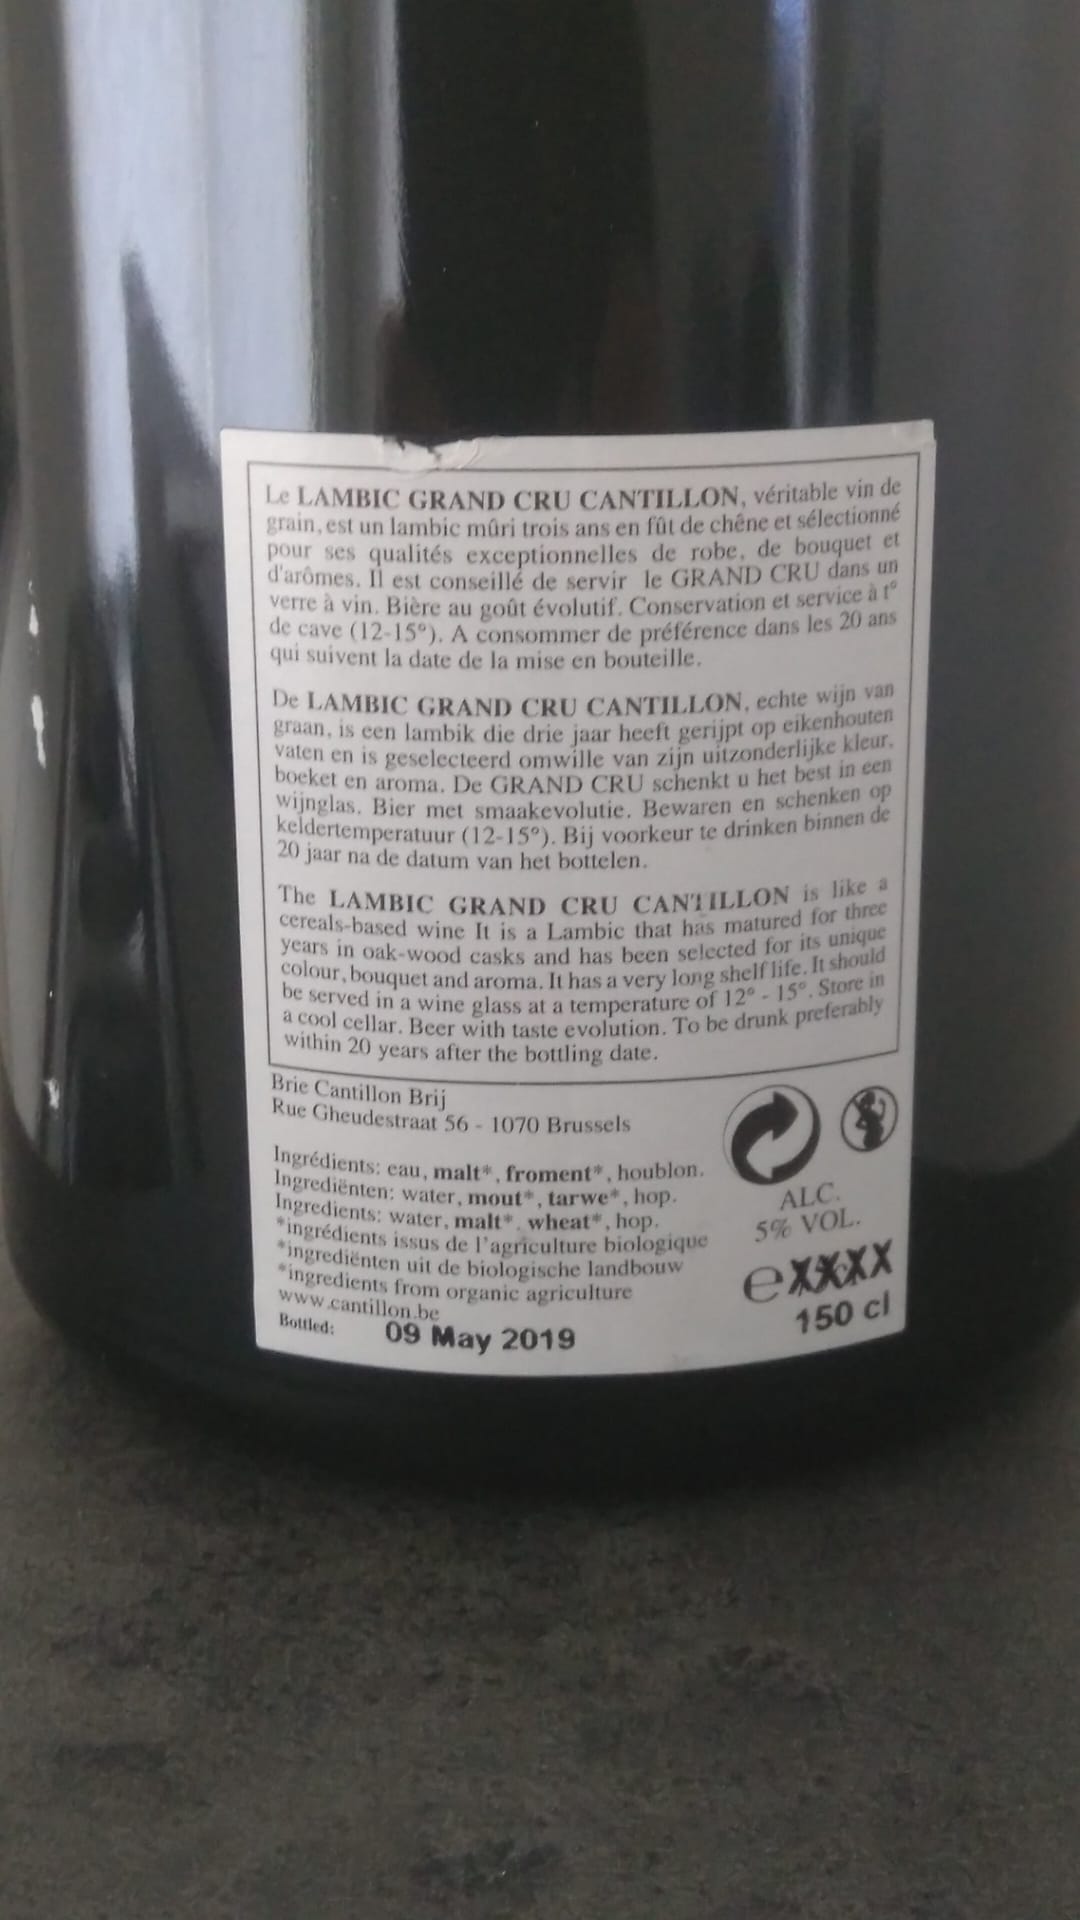 Le LAMBIC GRAND CRU CANTILLON, véritable vin de
grain, est un lambic mûri trois ans en fût de chêne et sélectionné
pour ses qualités exceptionnelles de robe, de bouquet et
d'arômes. Il est conseillé de servir le GRAND CRU dans un
verre à vin. Bière au goût évolutif. Conservation et service à t°
de cave (12-15°). A consommer de préférence dans les 20 ans
qui suivent la date de la mise en bouteille.
De LAMBIC GRAND CRU CANTILLON, echte wijn van
graan, is een lambik die drie jaar heeft gerijpt op eikenhouten
vaten en is geselecteerd omwille van zijn uitzonderlijke kleur,
boeket en aroma. De GRAND CRU schenkt u het best in een
wijnglas. Bier met smaakevolutie. Bewaren en schenken op
keldertemperatuur (12-15°). Bij voorkeur te drinken binnen de
20 jaar na de datum van het bottelen.
The LAMBIC GRAND CRU CANTILLON is like a
cereals-based wine It is a Lambic that has matured for three
years in oak-wood casks and has been selected for its unique
colour, bouquet and aroma. It has a very long shelf life. It should
be served in a wine glass at a temperature of 12° - 15°. Store in
a cool cellar. Beer with taste evolution. To be drunk preferably
within 20 years after the bottling date.
Brie Cantillon Brij
Rue Gheudestraat 56 - 1070 Brussels
Ingrédients: eau, malt*, froment*, houblon.
Ingrediënten: water, mout*, tarwe*, hop.
Ingredients: water, malt*, wheat*, hop.
*ingrédients issus de l'agriculture biologique
*ingrediënten uit de biologische landbouw
*ingredients from organic agriculture
www.cantillon.be
Bottled: 09 May 2019
ALC.
5% VOL.
e XXXX
150 cl